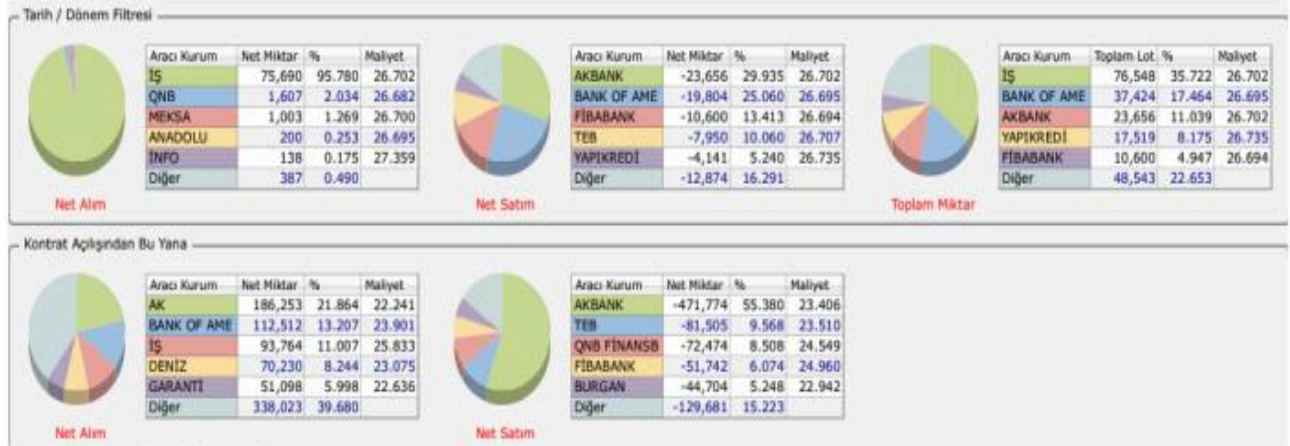 Tarih / Dönem Filtresi
Aracı Kurum Net Miktar % Maliyet
İŞ 75,690 95.780 26.702
QNB 1,607 2.034 26.682
MEKSA 1,003 1.269 26.700
ANADOLU 200 0.253 26.695
İNFO 138 0.175 27.359
Diğer 387 0.490
Net Alım
Aracı Kurum Net Miktar % Maliyet
AKBANK -23,656 29.935 26.702
BANK OF AME -19,804 25.060 26.695
FİBABANK -10,600 13.413 26.694
TEB -7,950 10.060 26.707
YAPIKREDİ -4,141 5.240 26.735
Diğer -12,874 16.291
Net Satım
Aracı Kurum Toplam Lot % Maliyet
İŞ 76,548 35.722 26.702
BANK OF AME 37,424 17.464 26.695
AKBANK 23,656 11.039 26.702
YAPIKREDİ 17,519 8.175 26.735
FİBABANK 10,600 4.947 26.694
Diğer 48,543 22.653
Toplam Miktar
Kontrat Açılışından Bu Yana
Aracı Kurum Net Miktar % Maliyet
AK 186,253 21.864 22.241
BANK OF AME 112,512 13.207 23.901
İŞ 93,764 11.007 25.833
DENİZ 70,230 8.244 23.075
GARANTİ 51,098 5.998 22.636
Diğer 338,023 39.680
Net Alım
Aracı Kurum Net Miktar % Maliyet
AKBANK -471,774 55.380 23.406
TEB -81,505 9.568 23.510
QNB FİNANSB -72,474 8.508 24.549
FİBABANK -51,742 6.074 24.960
BURGAN -44,704 5.248 22.942
Diğer -129,681 15.223
Net Satım